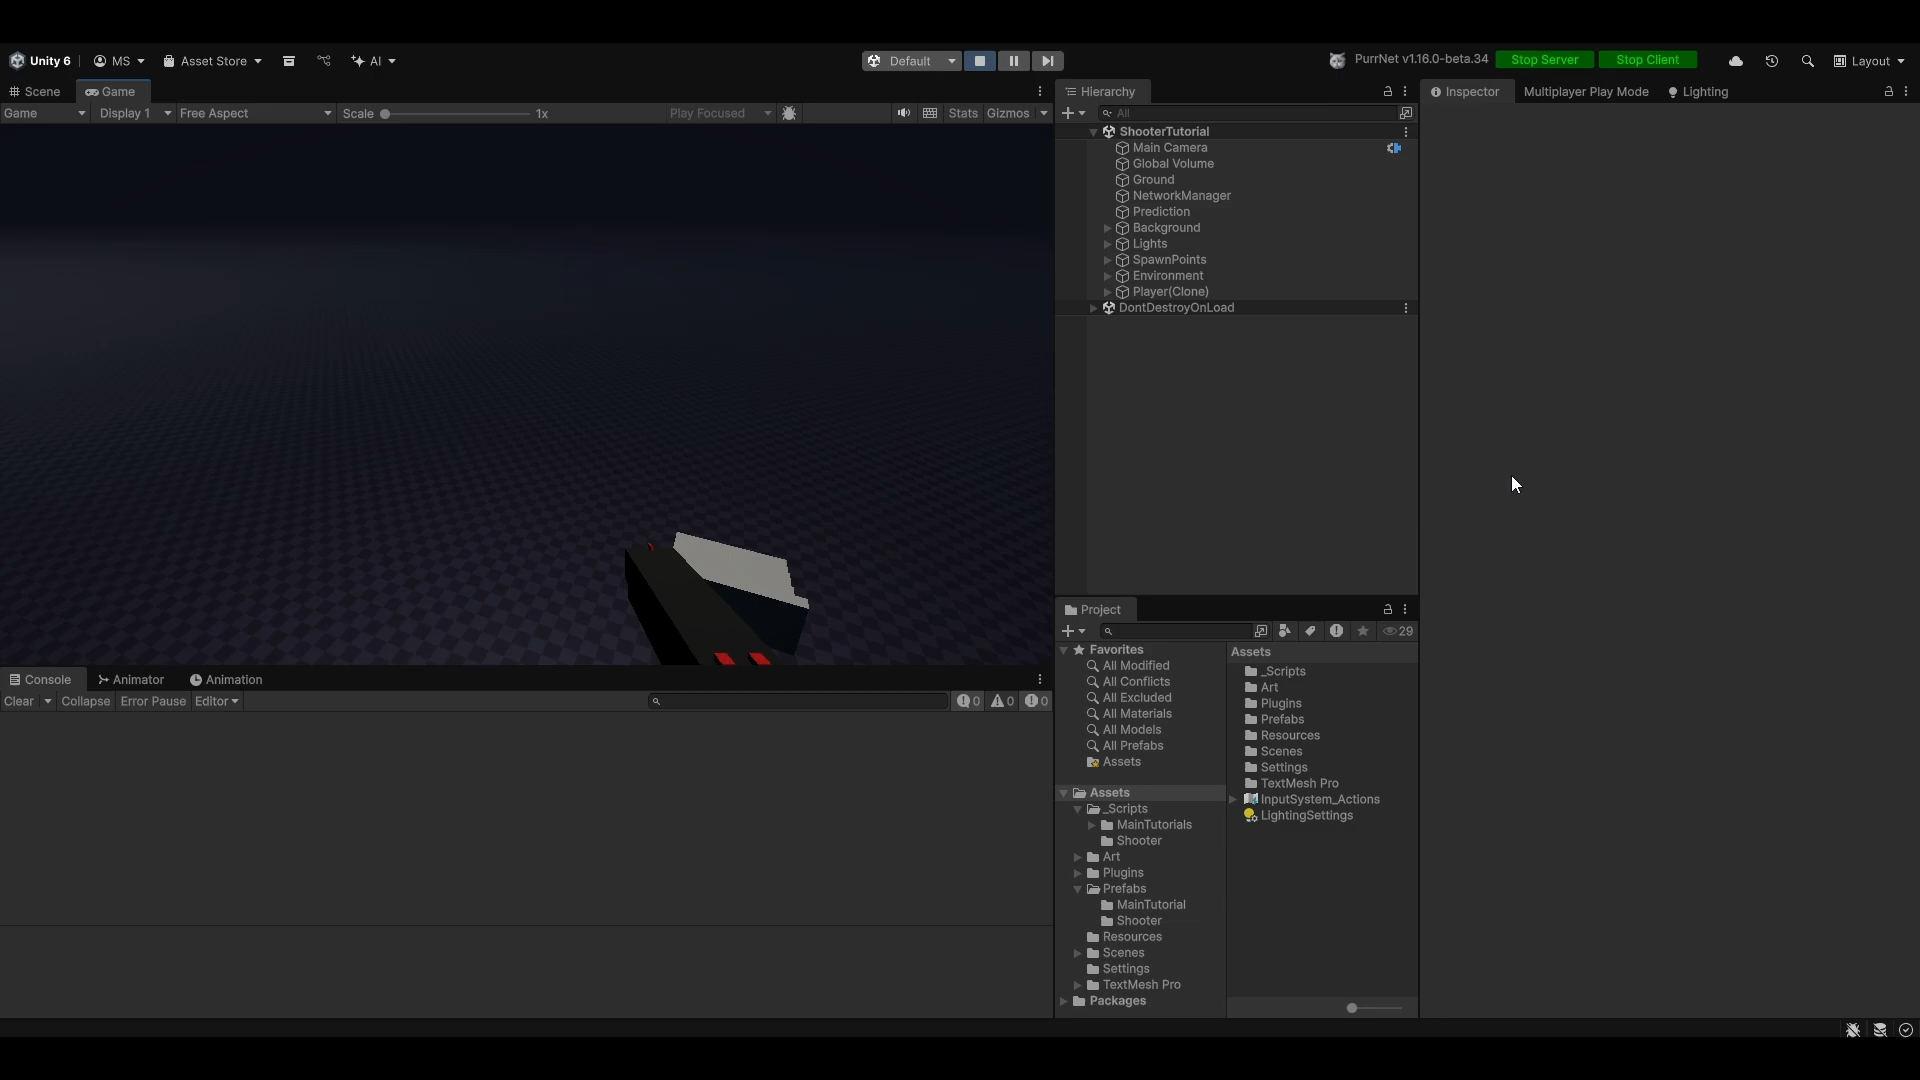 Unity 6
MS
Asset Store
AI
Default
PurrNet v1.16.0-beta.34
Stop Server
Stop Client
Layout
Scene
Game
Game
Display 1
Free Aspect
Scale
1x
Play Focused
Stats
Gizmos
Hierarchy
All
ShooterTutorial
Main Camera
Global Volume
Ground
NetworkManager
Prediction
Background
Lights
SpawnPoints
Environment
Player(Clone)
DontDestroyOnLoad
Inspector
Multiplayer Play Mode
Lighting
Console
Animator
Animation
Clear
Collapse
Error Pause
Editor
0
0
0
Project
29
Favorites
All Modified
All Conflicts
All Excluded
All Materials
All Models
All Prefabs
Assets
Assets
_Scripts
MainTutorials
Shooter
Art
Plugins
Prefabs
MainTutorial
Shooter
Resources
Scenes
Settings
TextMesh Pro
Packages
Assets
_Scripts
Art
Plugins
Prefabs
Resources
Scenes
Settings
TextMesh Pro
InputSystem_Actions
LightingSettings